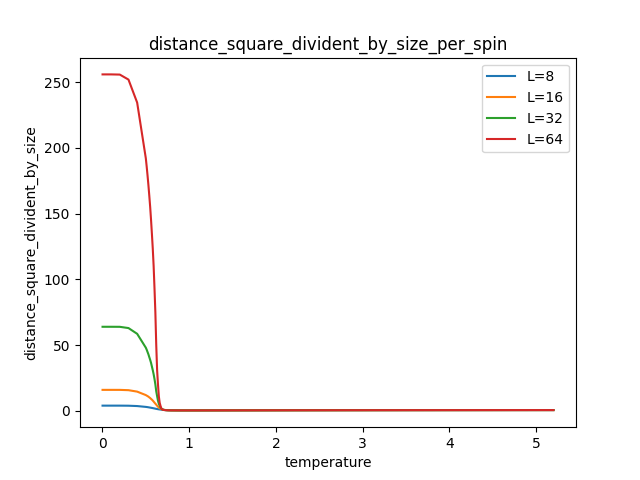 distance_square_divident_by_size_per_spin
distance_square_divident_by_size
250
200
150
100
50
0
L=8
L=16
L=32
L=64
0 1 2 3 4 5
temperature